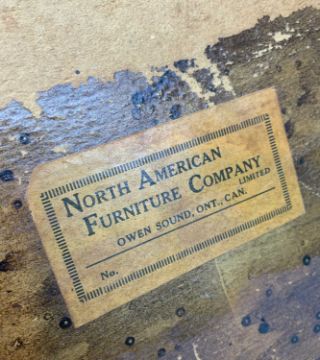 NORTH AMERICAN
FURNITURE COMPANY
LIMITED
OWEN SOUND, ONT., CAN.
No.